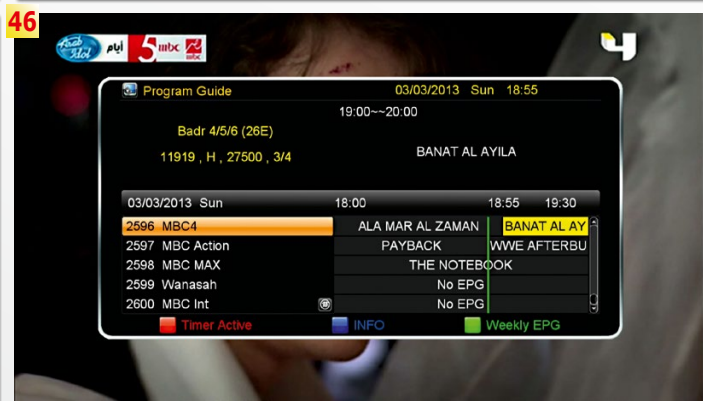 46
Arab Idol
أيام 5 mbc
mbc
Program Guide 03/03/2013 Sun 18:55
19:00~~20:00
Badr 4/5/6 (26E)
11919 , H , 27500 , 3/4
BANAT AL AYILA
03/03/2013 Sun 18:00 18:55 19:30
2596 MBC4 ALA MAR AL ZAMAN BANAT AL AY
2597 MBC Action PAYBACK WWE AFTERBU
2598 MBC MAX THE NOTEBOOK
2599 Wanasah No EPG
2600 MBC Int No EPG
Timer Active INFO Weekly EPG